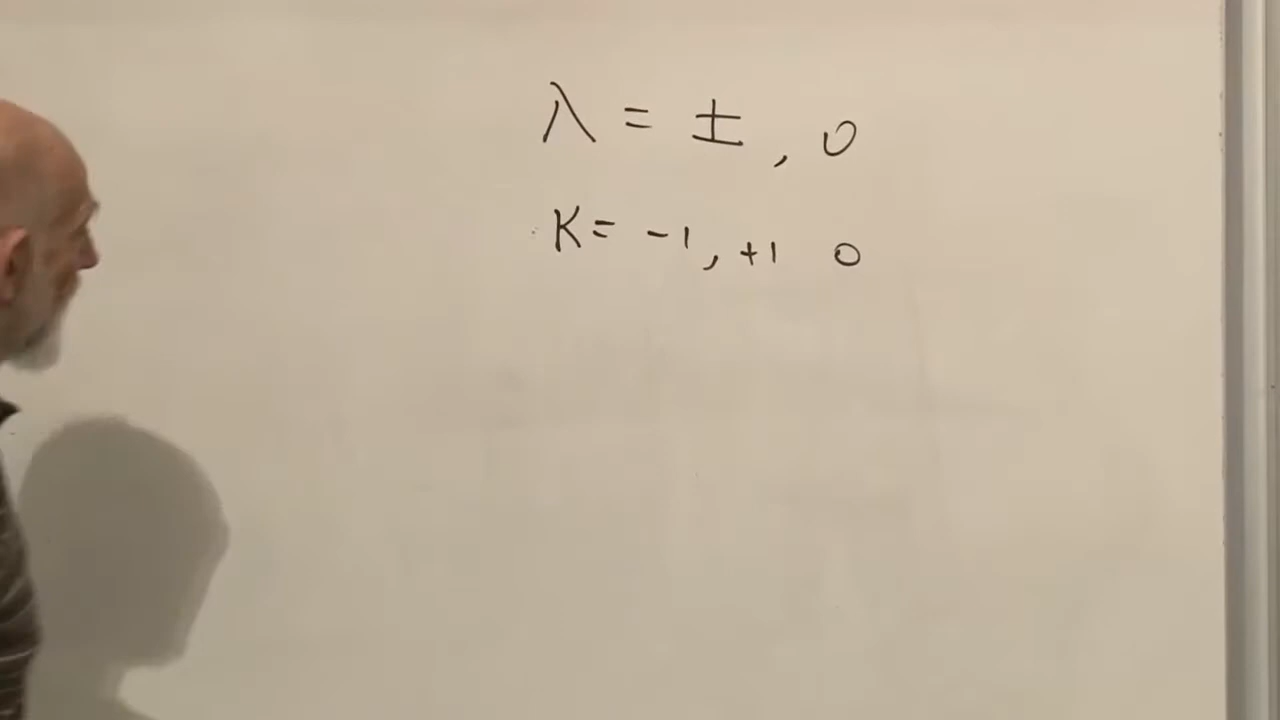 λ = ±, 0
K = -1, +1 0